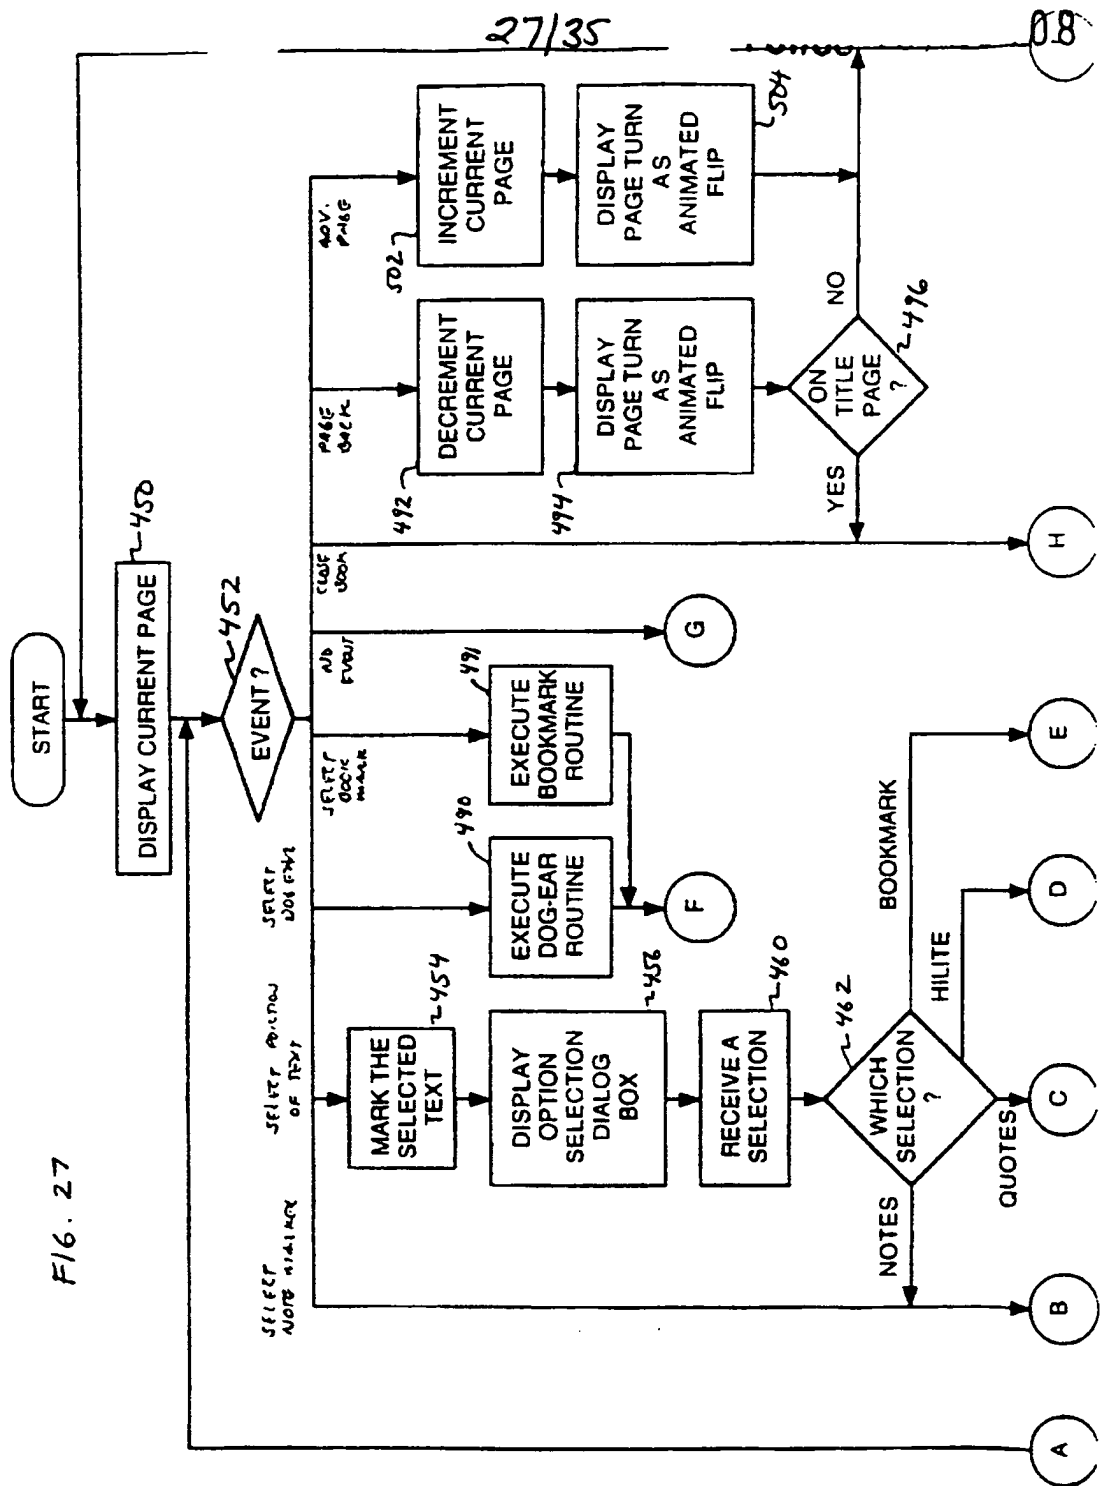 27/35
08
FIG. 27
START
DISPLAY CURRENT PAGE
450
EVENT?
452
SELECT
NOTE MARKER
SELECT PORTION
OF TEXT
SELECT
DOG EAR
SELECT
BOOK
MARK
NO
EVENT
CLOSE
BOOK
PAGE
BACK
ADV.
PAGE
MARK THE
SELECTED
TEXT
454
DISPLAY
OPTION
SELECTION
DIALOG
BOX
456
RECEIVE A
SELECTION
460
WHICH
SELECTION
?
462
NOTES
QUOTES
HILITE
BOOKMARK
490
EXECUTE
DOG-EAR
ROUTINE
491
EXECUTE
BOOKMARK
ROUTINE
F
G
492
DECREMENT
CURRENT
PAGE
494
DISPLAY
PAGE TURN
AS
ANIMATED
FLIP
ON
TITLE
PAGE
?
496
YES
NO
502
INCREMENT
CURRENT
PAGE
DISPLAY
PAGE TURN
AS
ANIMATED
FLIP
504
A
B
C
D
E
H